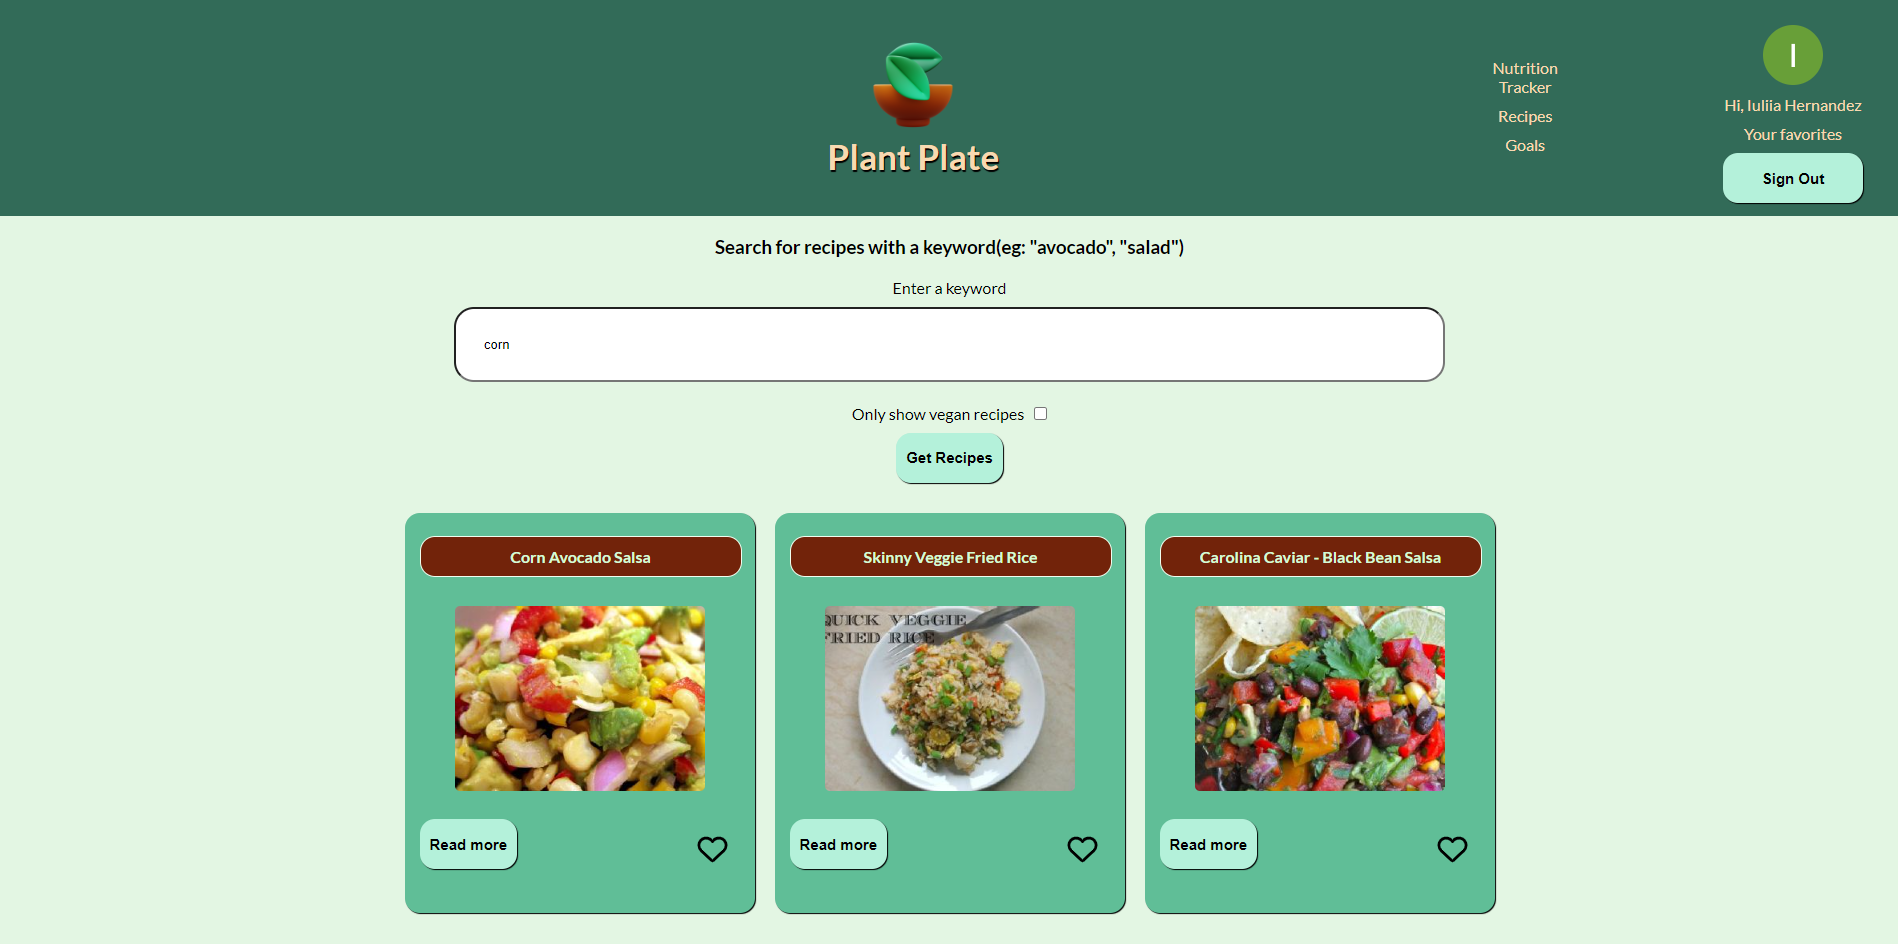 Plant Plate
Nutrition
Tracker
Recipes
Goals
I
Hi, Iuliia Hernandez
Your favorites
Sign Out
Search for recipes with a keyword(eg: "avocado", "salad")
Enter a keyword
corn
Only show vegan recipes
Get Recipes
Corn Avocado Salsa
Read more
Skinny Veggie Fried Rice
QUICK VEGGIE
FRIED RICE
Read more
Carolina Caviar - Black Bean Salsa
Read more